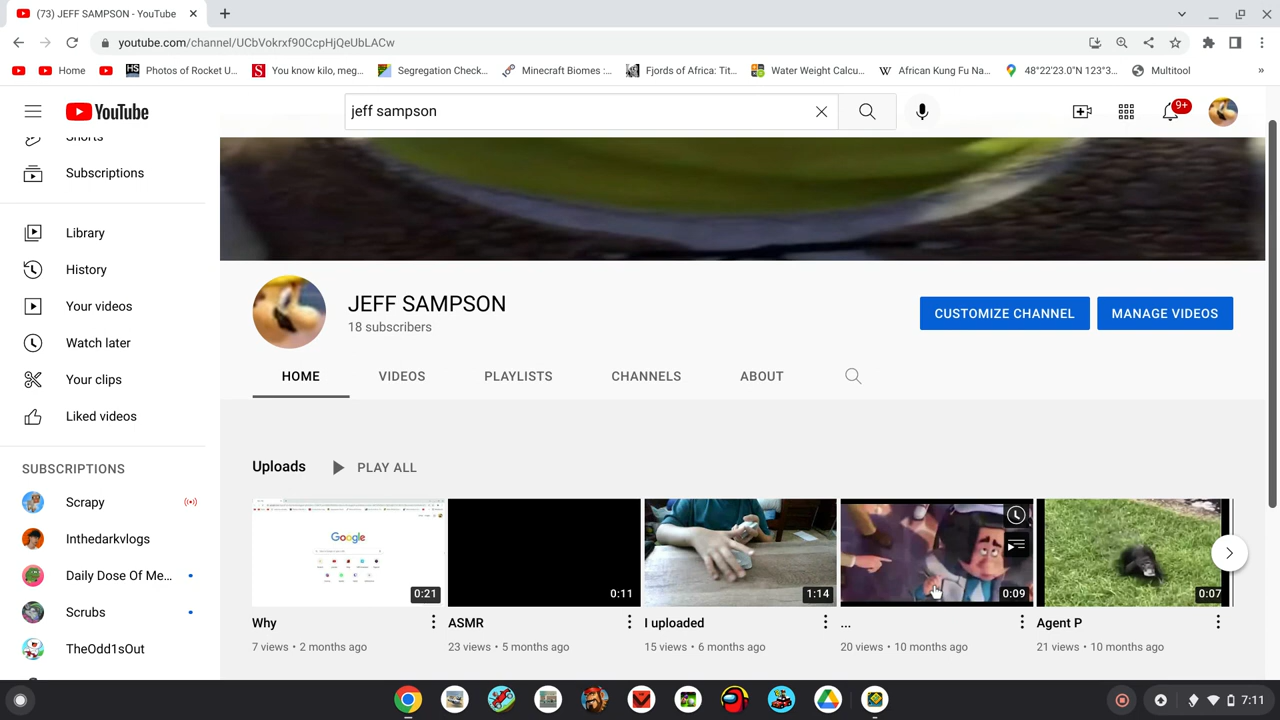 (73) JEFF SAMPSON - YouTube
youtube.com/channel/UCbVokrxf90CcpHjQeUbLACw
Home
Photos of Rocket U...
You know kilo, meg...
Segregation Check...
Minecraft Biomes :...
Fjords of Africa: Tit...
Water Weight Calcu...
African Kung Fu Na...
48°22'23.0"N 123°3...
Multitool
»
YouTube
jeff sampson
9+
Shorts
Subscriptions
Library
History
Your videos
Watch later
Your clips
Liked videos
SUBSCRIPTIONS
Scrapy
Inthedarkvlogs
Daily Dose Of Me...
Scrubs
TheOdd1sOut
JEFF SAMPSON
18 subscribers
CUSTOMIZE CHANNEL
MANAGE VIDEOS
HOME
VIDEOS
PLAYLISTS
CHANNELS
ABOUT
Uploads
PLAY ALL
Google
0:21
0:11
1:14
0:09
0:07
Why
7 views • 2 months ago
ASMR
23 views • 5 months ago
I uploaded
15 views • 6 months ago
...
20 views • 10 months ago
Agent P
21 views • 10 months ago
7:11